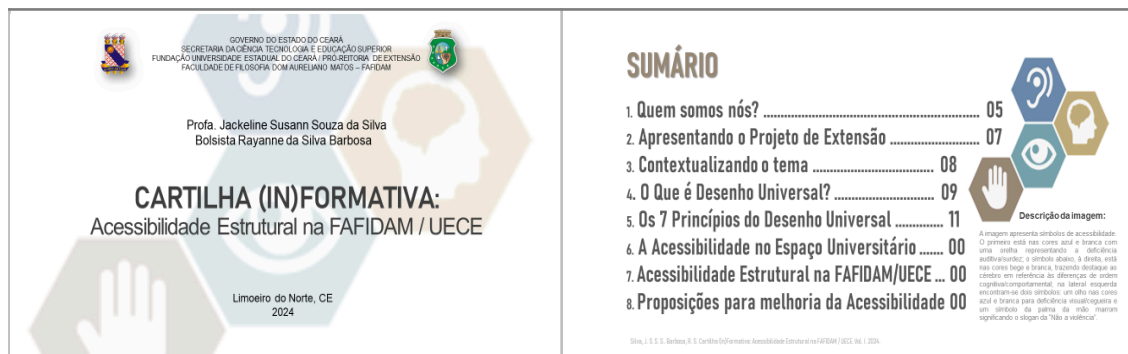 GOVERNO DO ESTADO DO CEARÁ
SECRETARIA DA CIÊNCIA TECNOLOGIA E EDUCAÇÃO SUPERIOR
FUNDAÇÃO UNIVERSIDADE ESTADUAL DO CEARÁ / PRÓ-REITORIA DE EXTENSÃO
FACULDADE DE FILOSOFIA DOM AURELIANO MATOS – FAFIDAM
Profa. Jackeline Susann Souza da Silva
Bolsista Rayanne da Silva Barbosa
CARTILHA (IN)FORMATIVA:
Acessibilidade Estrutural na FAFIDAM / UECE
Limoeiro do Norte, CE
2024
SUMÁRIO
1. Quem somos nós? ........................................................ 05
2. Apresentando o Projeto de Extensão ........................... 07
3. Contextualizando o tema .................................... 08
4. O Que é Desenho Universal? ............................. 09
5. Os 7 Princípios do Desenho Universal ............ 11
6. A Acessibilidade no Espaço Universitário ....... 00
7. Acessibilidade Estrutural na FAFIDAM/UECE ... 00
8. Proposições para melhoria da Acessibilidade 00
Descrição da imagem:
A imagem apresenta símbolos de acessibilidade.
O primeiro está nas cores azul e branca com
uma orelha representando a deficiência
auditiva/surdez; o símbolo abaixo, à direita, está
nas cores bege e branca, trazendo destaque ao
cérebro em referência às diferenças de ordem
cognitiva/comportamental, na lateral esquerda
encontram-se dois símbolos: um olho nas cores
azul e branca para deficiência visual/cegueira e
um símbolo da palma da mão marrom
significando o slogan da "Não a violência".
Silva, J. S. S. S.; Barbosa, R. S. Cartilha (In)Formativa: Acessibilidade Estrutural na FAFIDAM / UECE. Vol. I. 2024.